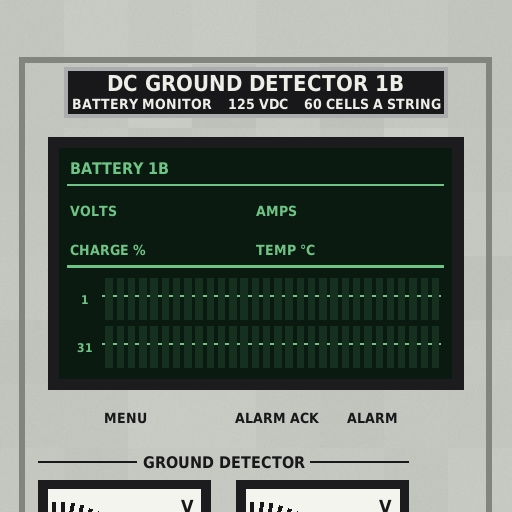 DC GROUND DETECTOR 1B
BATTERY MONITOR 125 VDC 60 CELLS A STRING
BATTERY 1B
VOLTS AMPS
CHARGE % TEMP °C
1
31
MENU ALARM ACK ALARM
GROUND DETECTOR
V V